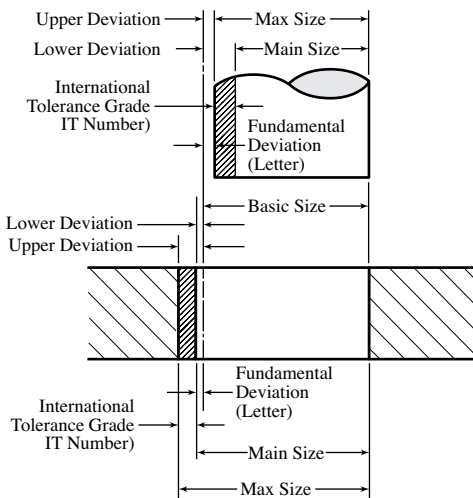 Upper Deviation
Max Size
Lower Deviation
Main Size
International
Tolerance Grade
IT Number)
Fundamental
Deviation
(Letter)
Basic Size
Lower Deviation
Upper Deviation
Fundamental
Deviation
(Letter)
International
Tolerance Grade
IT Number)
Main Size
Max Size